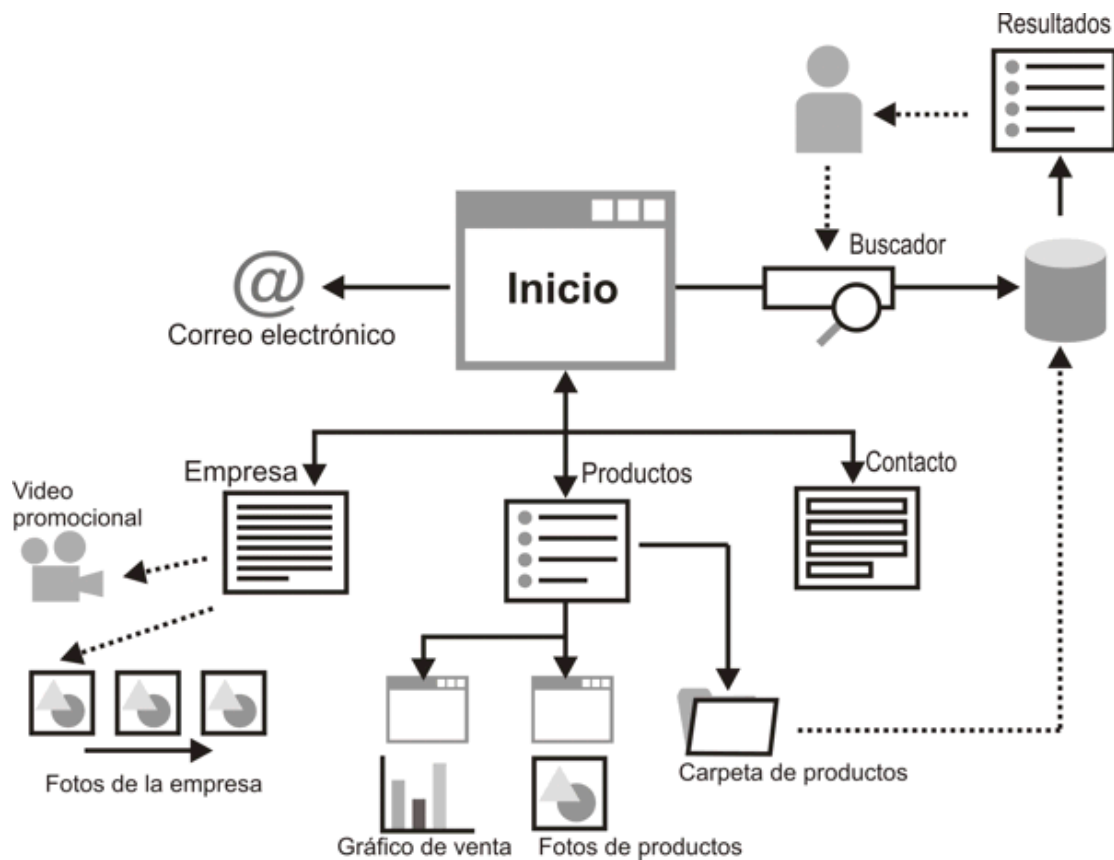 Resultados
Buscador
Inicio
@
Correo electrónico
Empresa
Productos
Contacto
Video
promocional
Fotos de la empresa
Carpeta de productos
Gráfico de venta
Fotos de productos